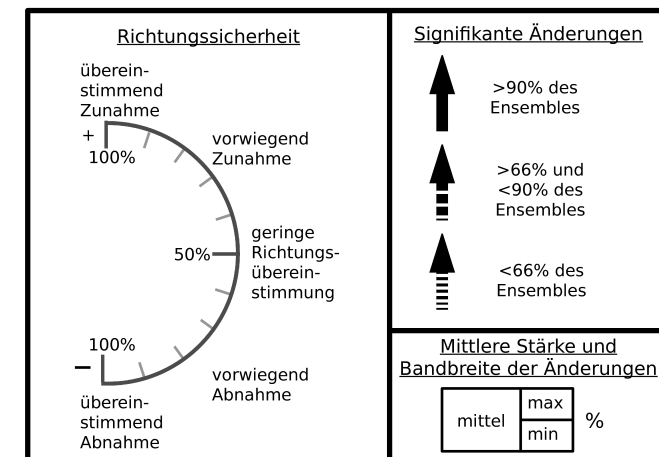 Richtungssicherheit
überein-
stimmend
Zunahme
+
100%
vorwiegend
Zunahme
50%
geringe
Richtungs-
überein-
stimmung
100%
–
vorwiegend
Abnahme
überein-
stimmend
Abnahme
Signifikante Änderungen
>90% des
Ensembles
>66% und
<90% des
Ensembles
<66% des
Ensembles
Mittlere Stärke und
Bandbreite der Änderungen
mittel
max
min
%